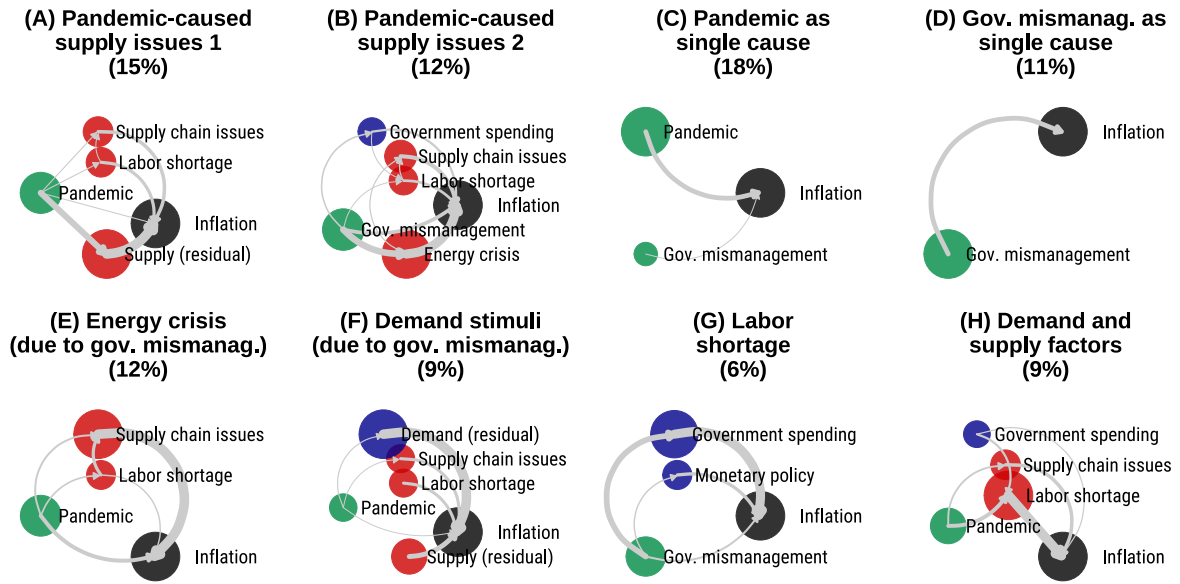 (A) Pandemic-caused
supply issues 1
(15%)
Supply chain issues
Labor shortage
Pandemic
Inflation
Supply (residual)
(B) Pandemic-caused
supply issues 2
(12%)
Government spending
Supply chain issues
Labor shortage
Inflation
Gov. mismanagement
Energy crisis
(C) Pandemic as
single cause
(18%)
Pandemic
Inflation
Gov. mismanagement
(D) Gov. mismanag. as
single cause
(11%)
Inflation
Gov. mismanagement
(E) Energy crisis
(due to gov. mismanag.)
(12%)
Supply chain issues
Labor shortage
Pandemic
Inflation
(F) Demand stimuli
(due to gov. mismanag.)
(9%)
Demand (residual)
Supply chain issues
Labor shortage
Pandemic
Inflation
Supply (residual)
(G) Labor
shortage
(6%)
Government spending
Monetary policy
Inflation
Gov. mismanagement
(H) Demand and
supply factors
(9%)
Government spending
Supply chain issues
Labor shortage
Pandemic
Inflation